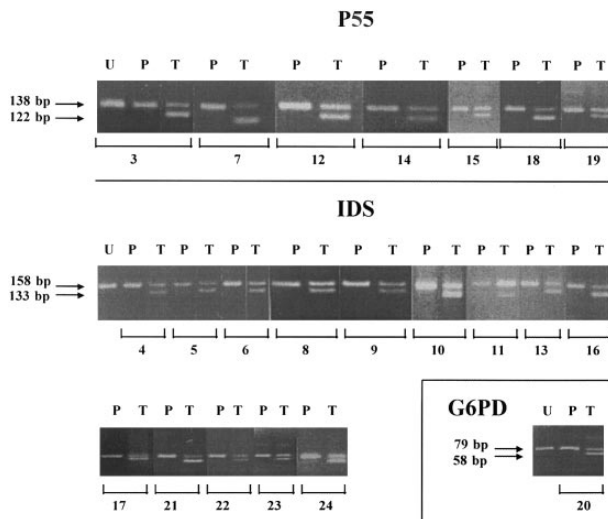 P55
U P T P T P T P T P T P T P T
138 bp
122 bp
3 7 12 14 15 18 19
IDS
U P T P T P T P T P T P T P T P T P T
158 bp
133 bp
4 5 6 8 9 10 11 13 16
P T P T P T P T P T
17 21 22 23 24
G6PD
U P T
79 bp
58 bp
20